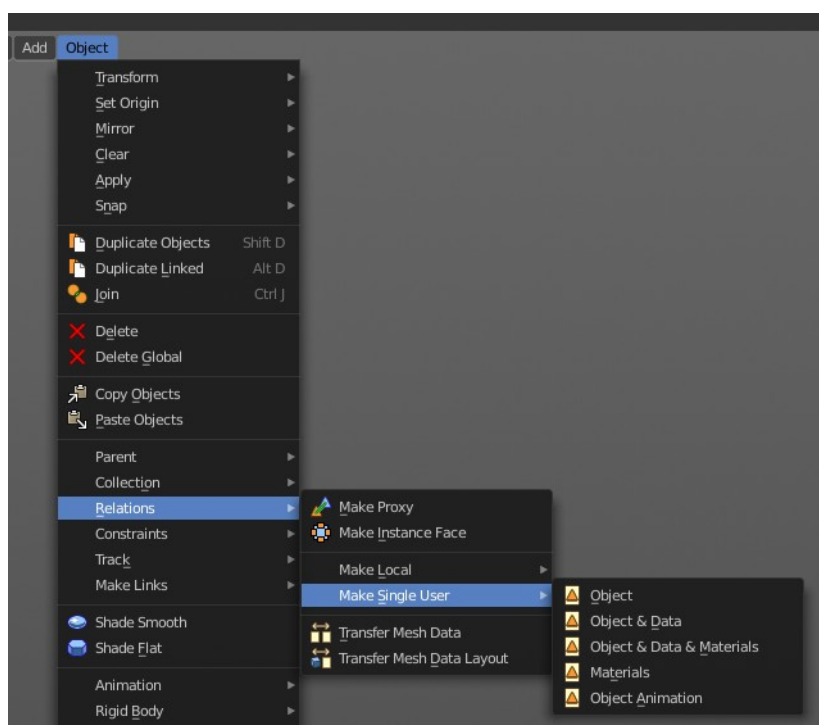 Add Object
Transform
Set Origin
Mirror
Clear
Apply
Snap
Duplicate Objects Shift D
Duplicate Linked Alt D
Join Ctrl J
Delete
Delete Global
Copy Objects
Paste Objects
Parent
Collection
Relations
Constraints
Track
Make Links
Shade Smooth
Shade Flat
Animation
Rigid Body
Make Proxy
Make Instance Face
Make Local
Make Single User
Transfer Mesh Data
Transfer Mesh Data Layout
Object
Object & Data
Object & Data & Materials
Materials
Object Animation